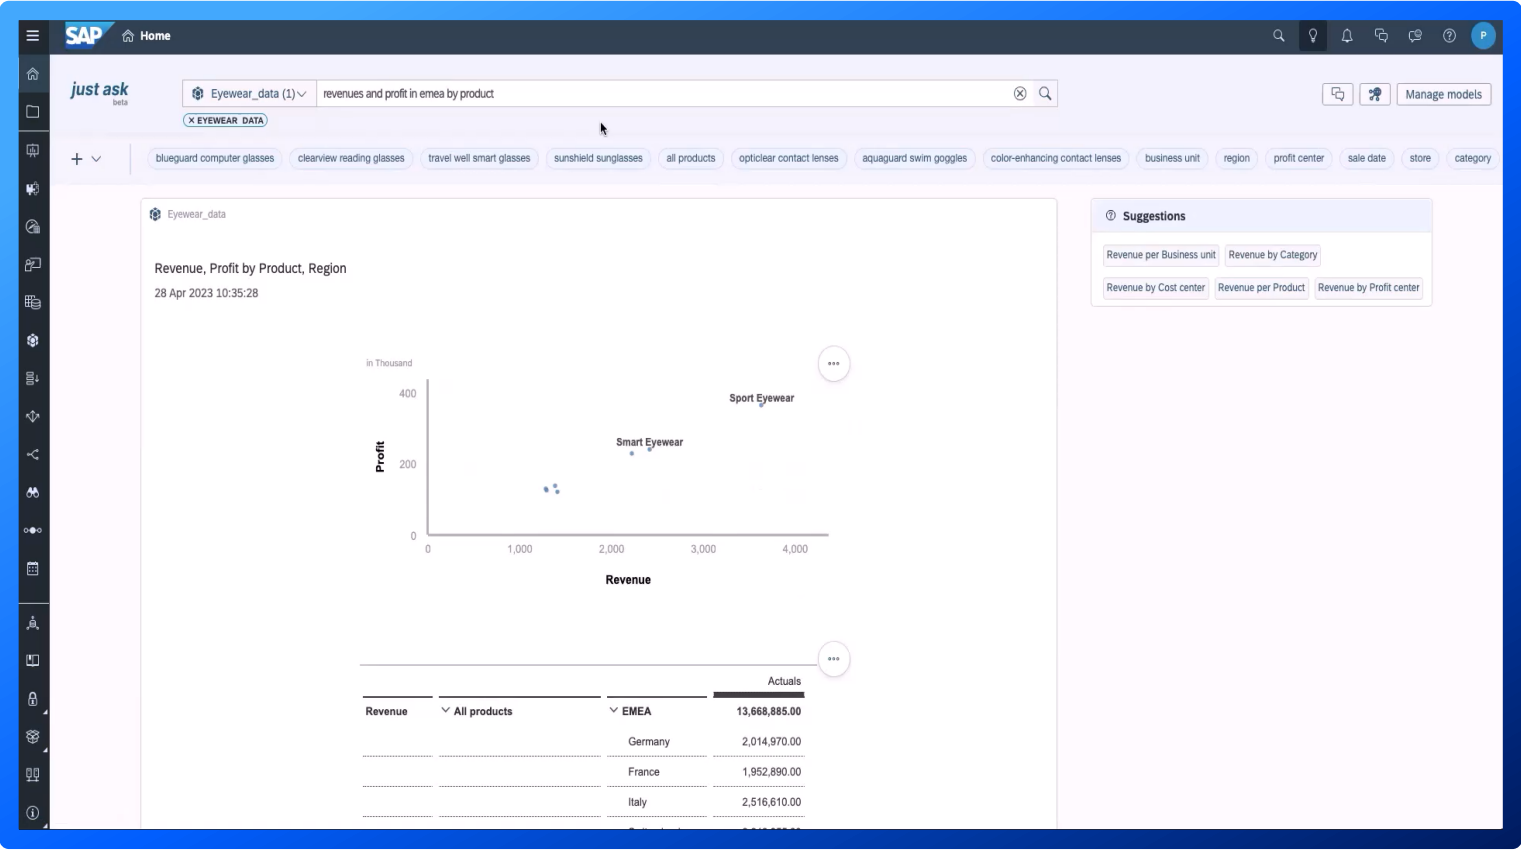 SAP Home P
just ask
beta
Eyewear_data (1) revenues and profit in emea by product
Manage models
× EYEWEAR DATA
blueguard computer glasses clearview reading glasses travel well smart glasses sunshield sunglasses all products opticlear contact lenses aquaguard swim goggles color-enhancing contact lenses business unit region profit center sale date store category
Eyewear_data
Suggestions
Revenue per Business unit Revenue by Category
Revenue by Cost center Revenue per Product Revenue by Profit center
Revenue, Profit by Product, Region
28 Apr 2023 10:35:28
in Thousand
400
Sport Eyewear
Smart Eyewear
Profit
200
0
0 1,000 2,000 3,000 4,000
Revenue
Actuals
Revenue All products EMEA 13,668,885.00
Germany 2,014,970.00
France 1,952,890.00
Italy 2,516,610.00